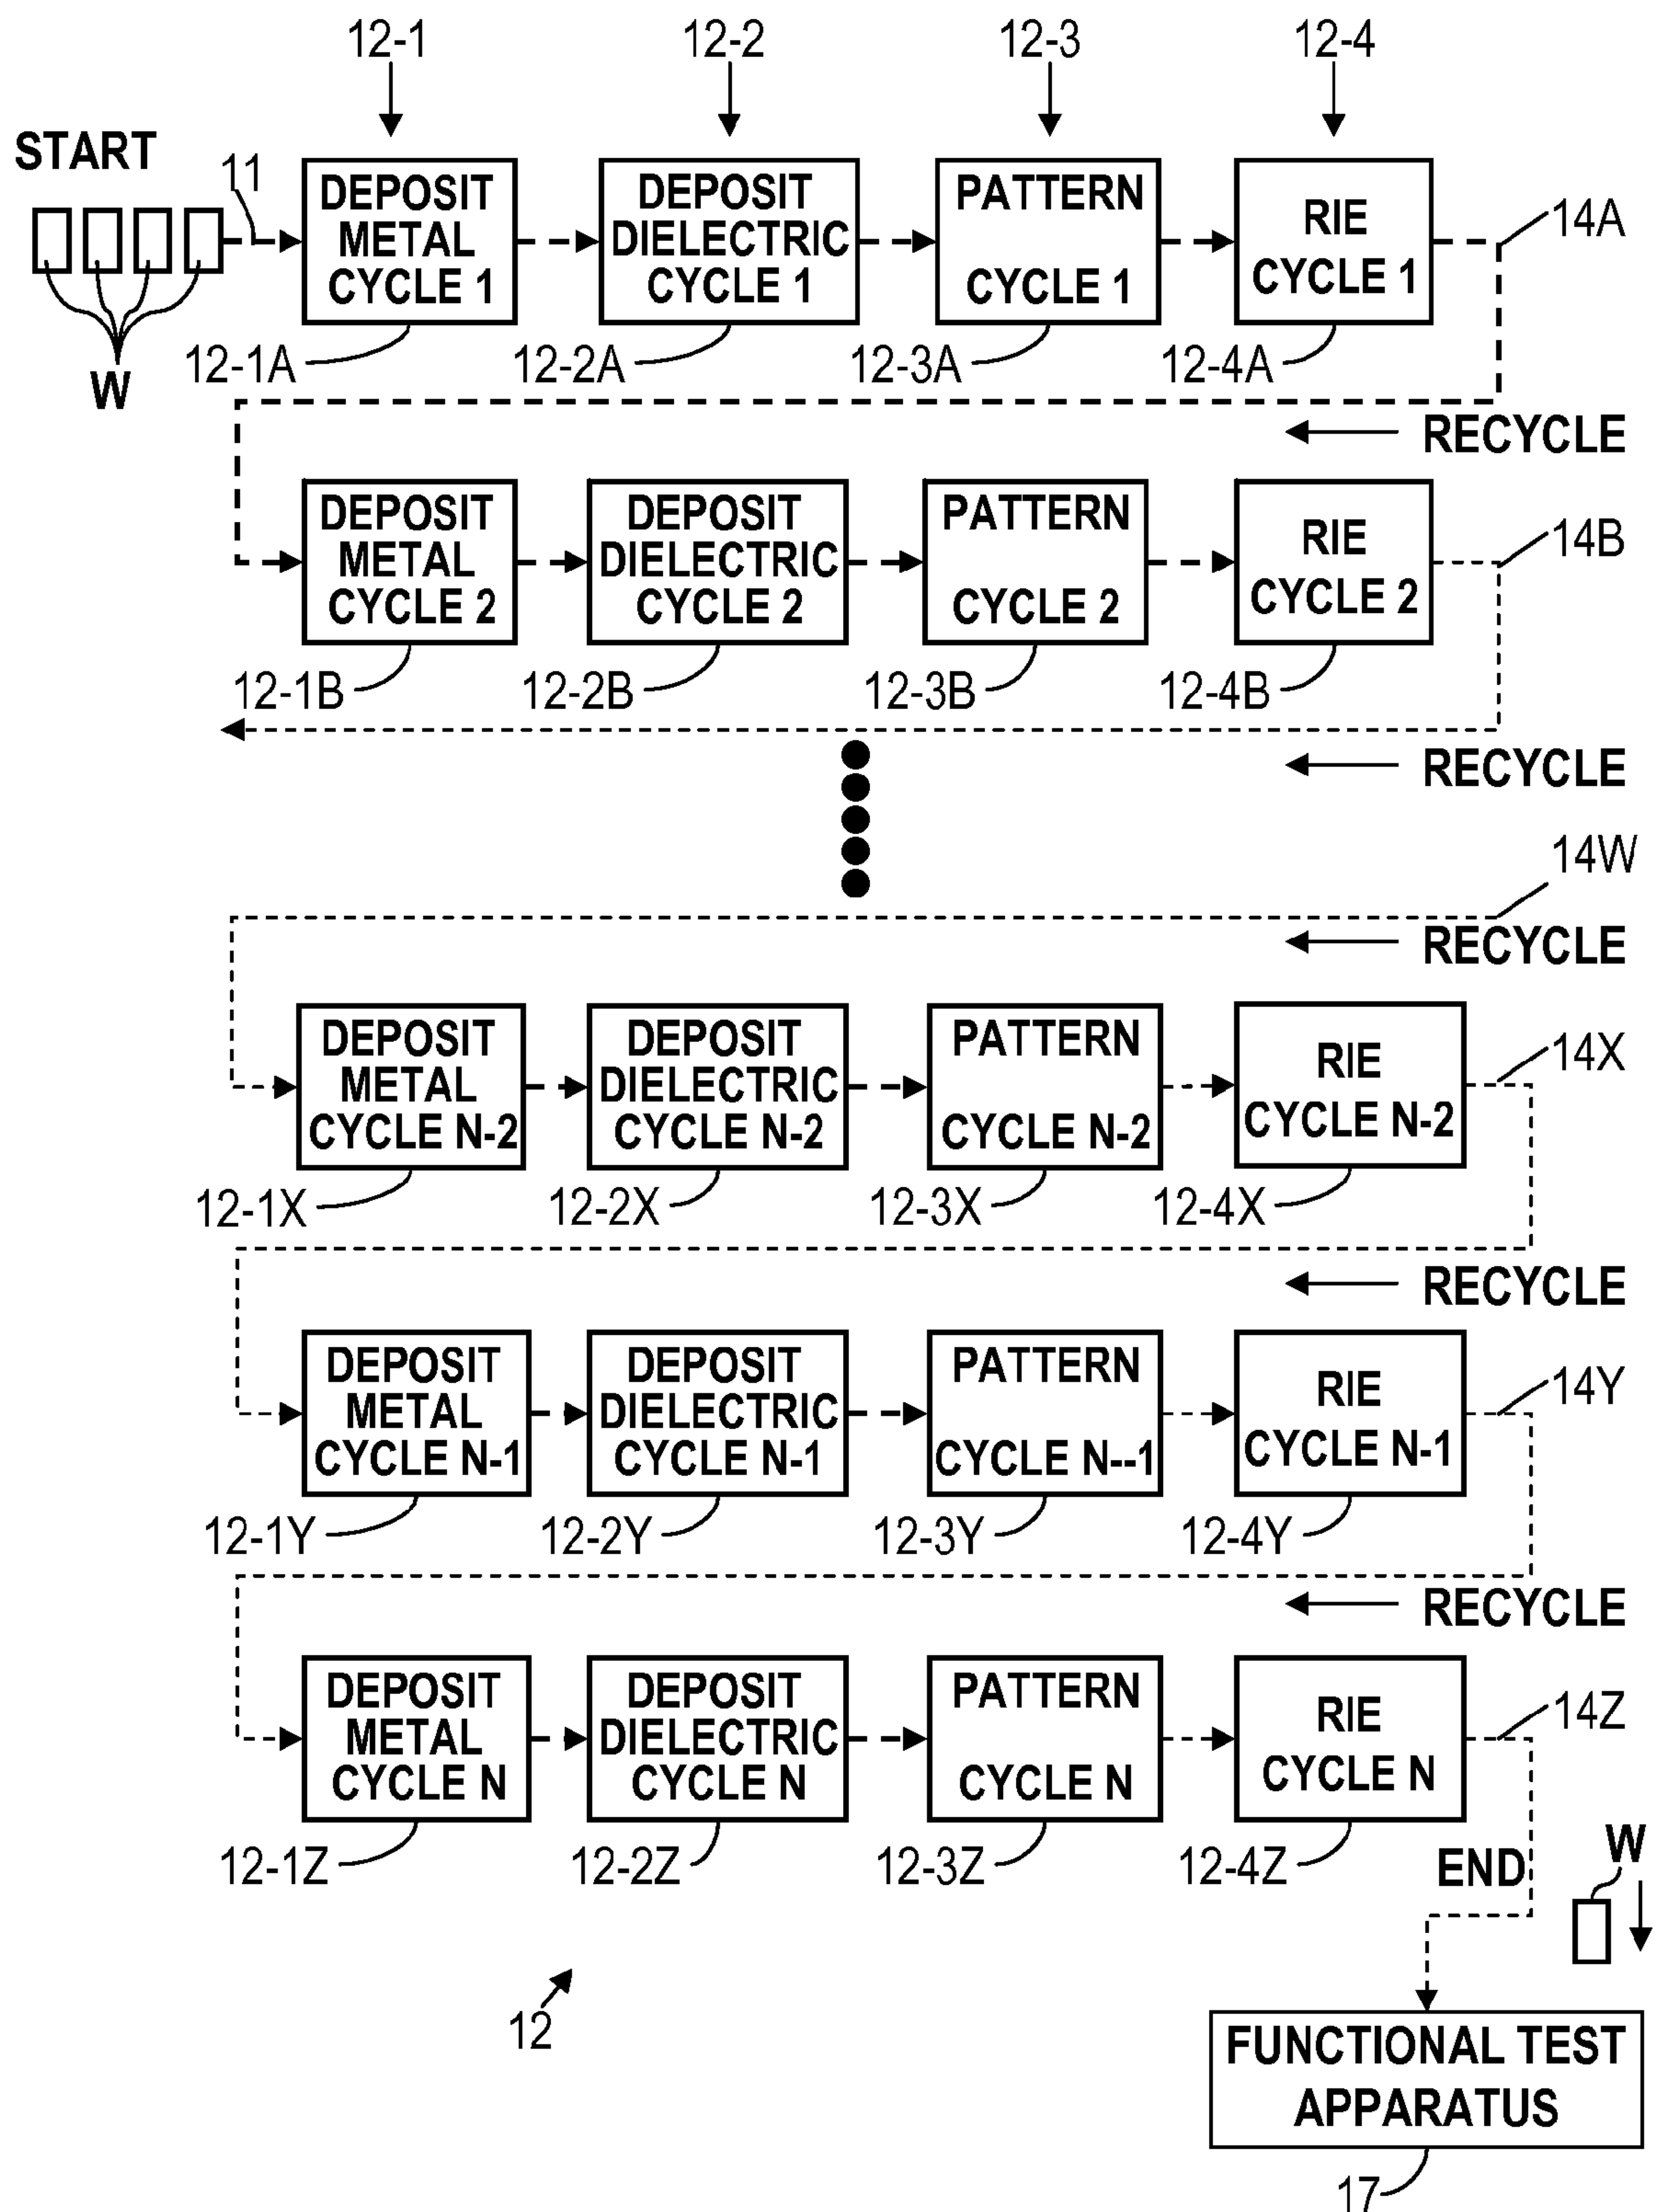 12-1
12-2
12-3
12-4
START
11
W
DEPOSIT
METAL
CYCLE 1
DEPOSIT
DIELECTRIC
CYCLE 1
PATTERN
CYCLE 1
RIE
CYCLE 1
14A
12-1A
12-2A
12-3A
12-4A
RECYCLE
DEPOSIT
METAL
CYCLE 2
DEPOSIT
DIELECTRIC
CYCLE 2
PATTERN
CYCLE 2
RIE
CYCLE 2
14B
12-1B
12-2B
12-3B
12-4B
RECYCLE
14W
RECYCLE
DEPOSIT
METAL
CYCLE N-2
DEPOSIT
DIELECTRIC
CYCLE N-2
PATTERN
CYCLE N-2
RIE
CYCLE N-2
14X
12-1X
12-2X
12-3X
12-4X
RECYCLE
DEPOSIT
METAL
CYCLE N-1
DEPOSIT
DIELECTRIC
CYCLE N-1
PATTERN
CYCLE N--1
RIE
CYCLE N-1
14Y
12-1Y
12-2Y
12-3Y
12-4Y
RECYCLE
DEPOSIT
METAL
CYCLE N
DEPOSIT
DIELECTRIC
CYCLE N
PATTERN
CYCLE N
RIE
CYCLE N
14Z
12-1Z
12-2Z
12-3Z
12-4Z
END
W
12
FUNCTIONAL TEST
APPARATUS
17